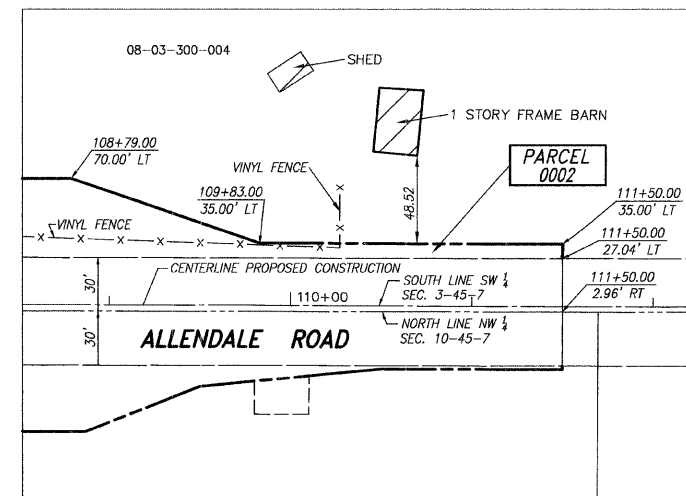 08-03-300-004
SHED
1 STORY FRAME BARN
108+79.00
70.00' LT
VINYL FENCE
PARCEL
0002
109+83.00
35.00' LT
48.52
111+50.00
35.00' LT
VINYL FENCE
111+50.00
27.04' LT
CENTERLINE PROPOSED CONSTRUCTION
30'
SOUTH LINE SW 1/4
SEC. 3-45-7
111+50.00
2.96' RT
110+00
30'
ALLENDALE ROAD
NORTH LINE NW 1/4
SEC. 10-45-7